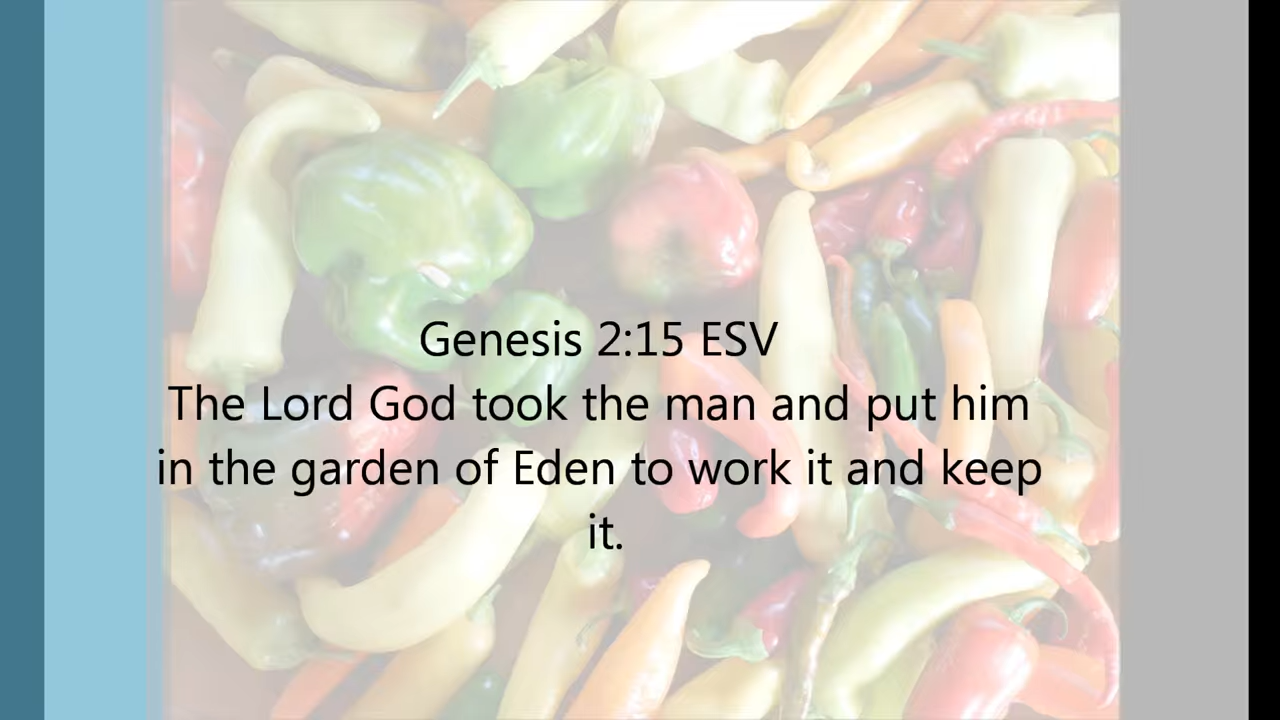 Genesis 2:15 ESV
The Lord God took the man and put him
in the garden of Eden to work it and keep
it.